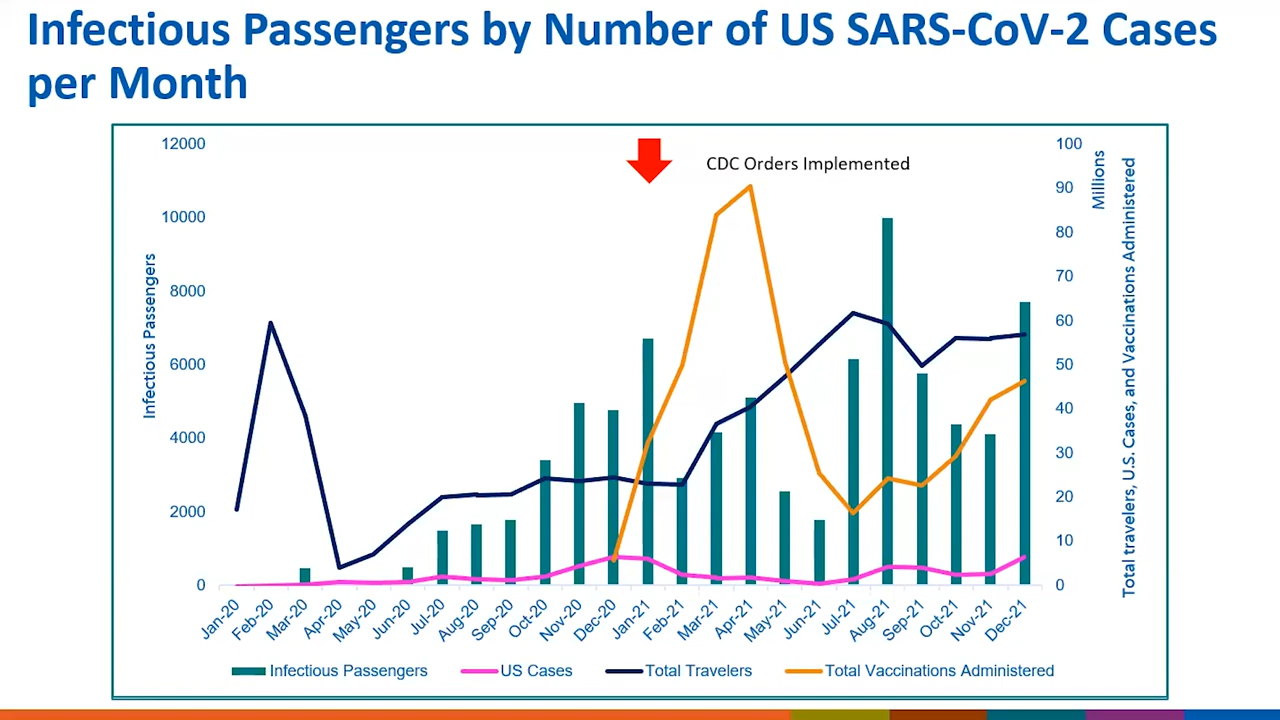 Infectious Passengers by Number of US SARS-CoV-2 Cases
per Month
CDC Orders Implemented
Infectious Passengers
12000
10000
8000
6000
4000
2000
0
100
90
80
70
60
50
40
30
20
10
0
Millions
Total travelers, U.S. Cases, and Vaccinations Administered
Jan-20
Feb-20
Mar-20
Apr-20
May-20
Jun-20
Jul-20
Aug-20
Sep-20
Oct-20
Nov-20
Dec-20
Jan-21
Feb-21
Mar-21
Apr-21
May-21
Jun-21
Jul-21
Aug-21
Sep-21
Oct-21
Nov-21
Dec-21
Infectious Passengers
US Cases
Total Travelers
Total Vaccinations Administered